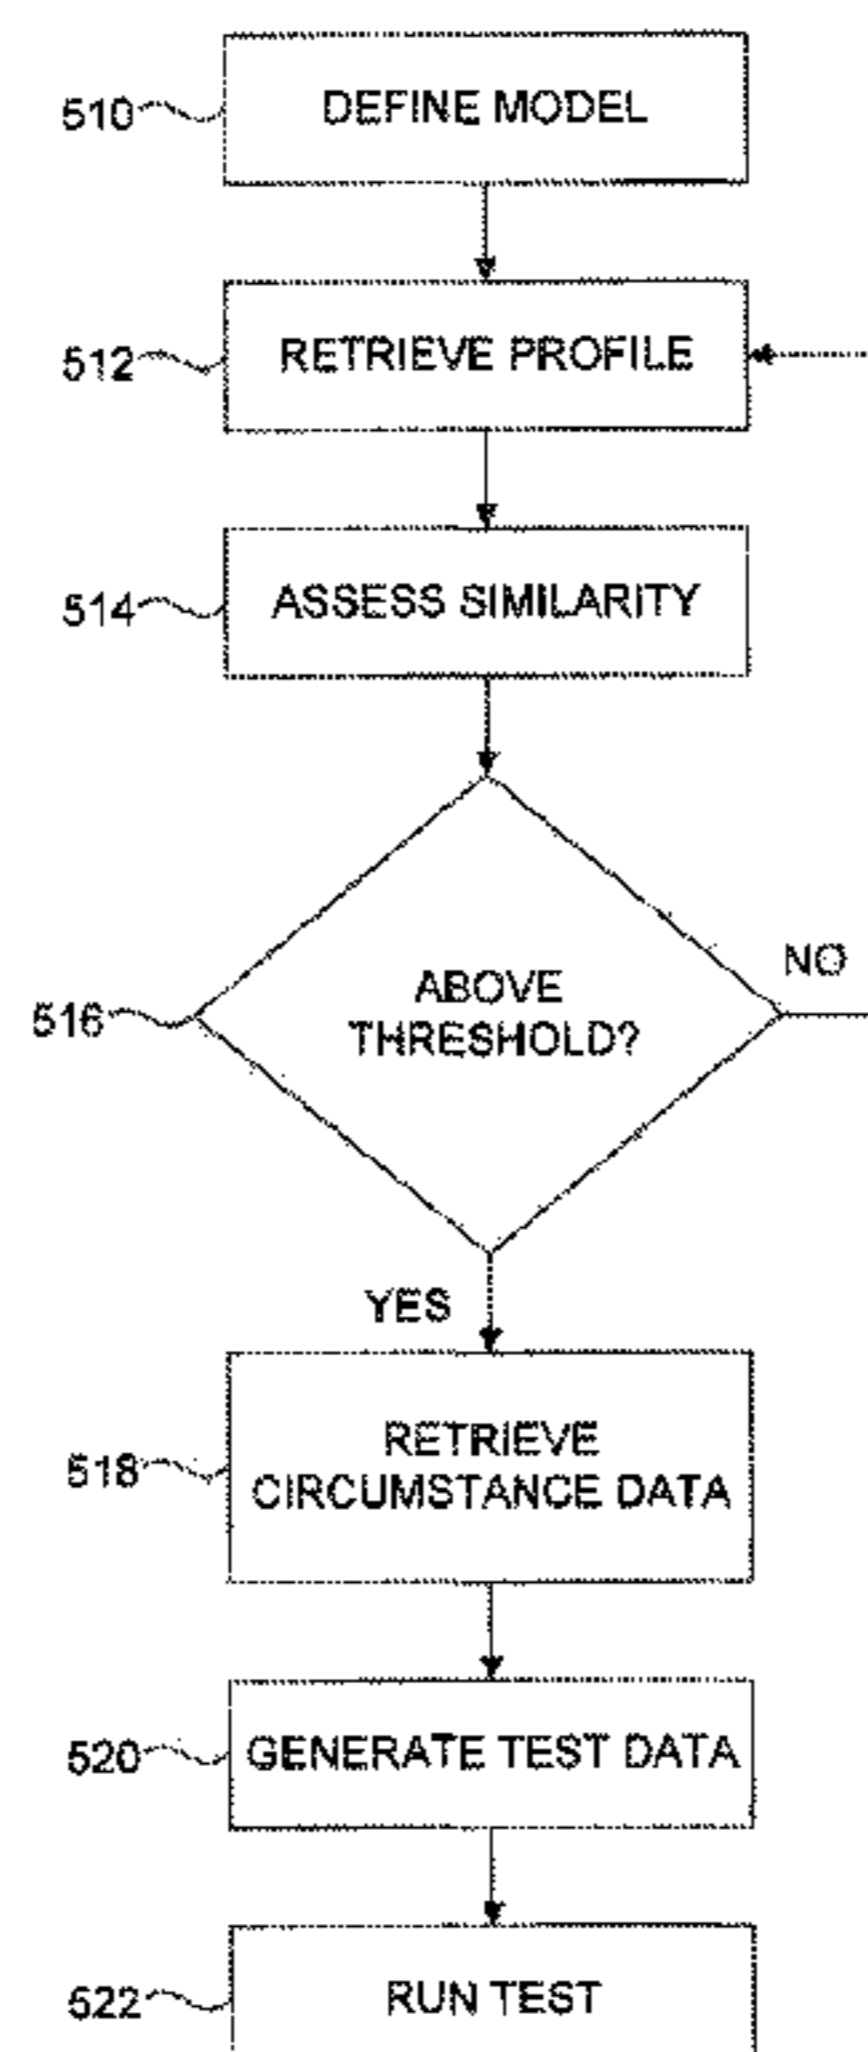 510 DEFINE MODEL
512 RETRIEVE PROFILE
514 ASSESS SIMILARITY
516 ABOVE
THRESHOLD?
NO
YES
518 RETRIEVE
CIRCUMSTANCE DATA
520 GENERATE TEST DATA
522 RUN TEST